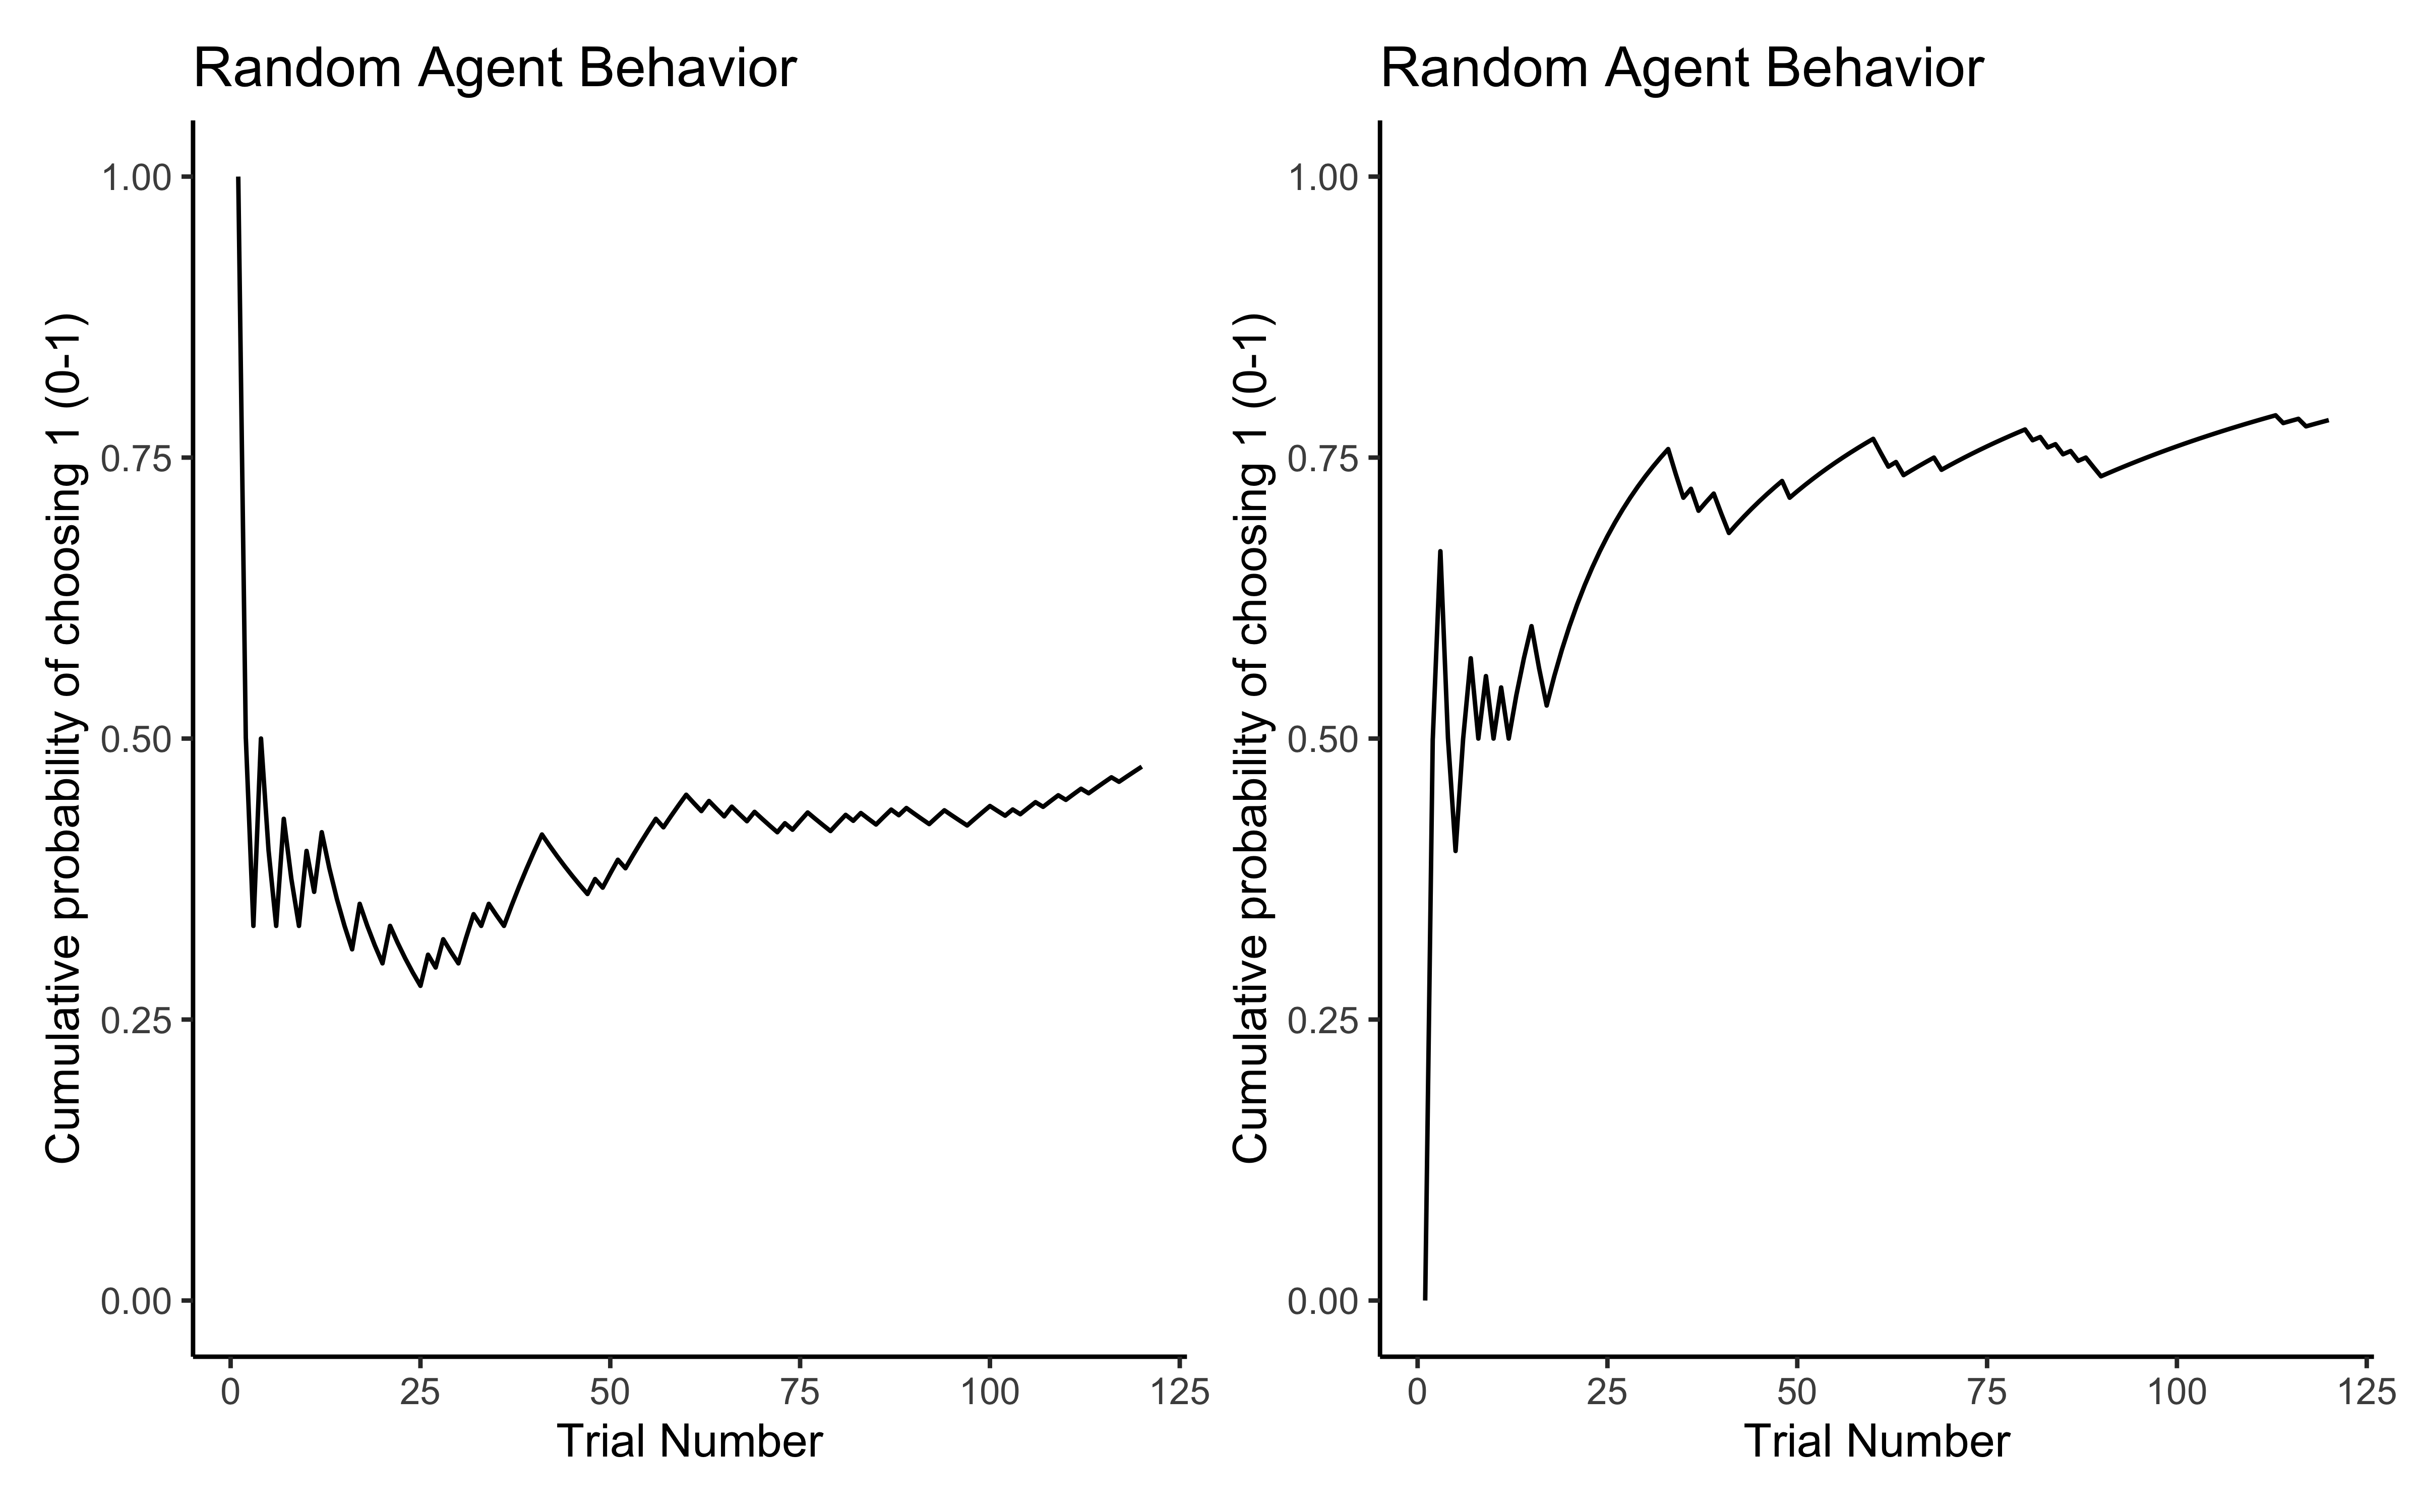 Random Agent Behavior
Cumulative probability of choosing 1 (0-1)
1.00
0.75
0.50
0.25
0.00
0 25 50 75 100 125
Trial Number
Random Agent Behavior
Cumulative probability of choosing 1 (0-1)
1.00
0.75
0.50
0.25
0.00
0 25 50 75 100 125
Trial Number